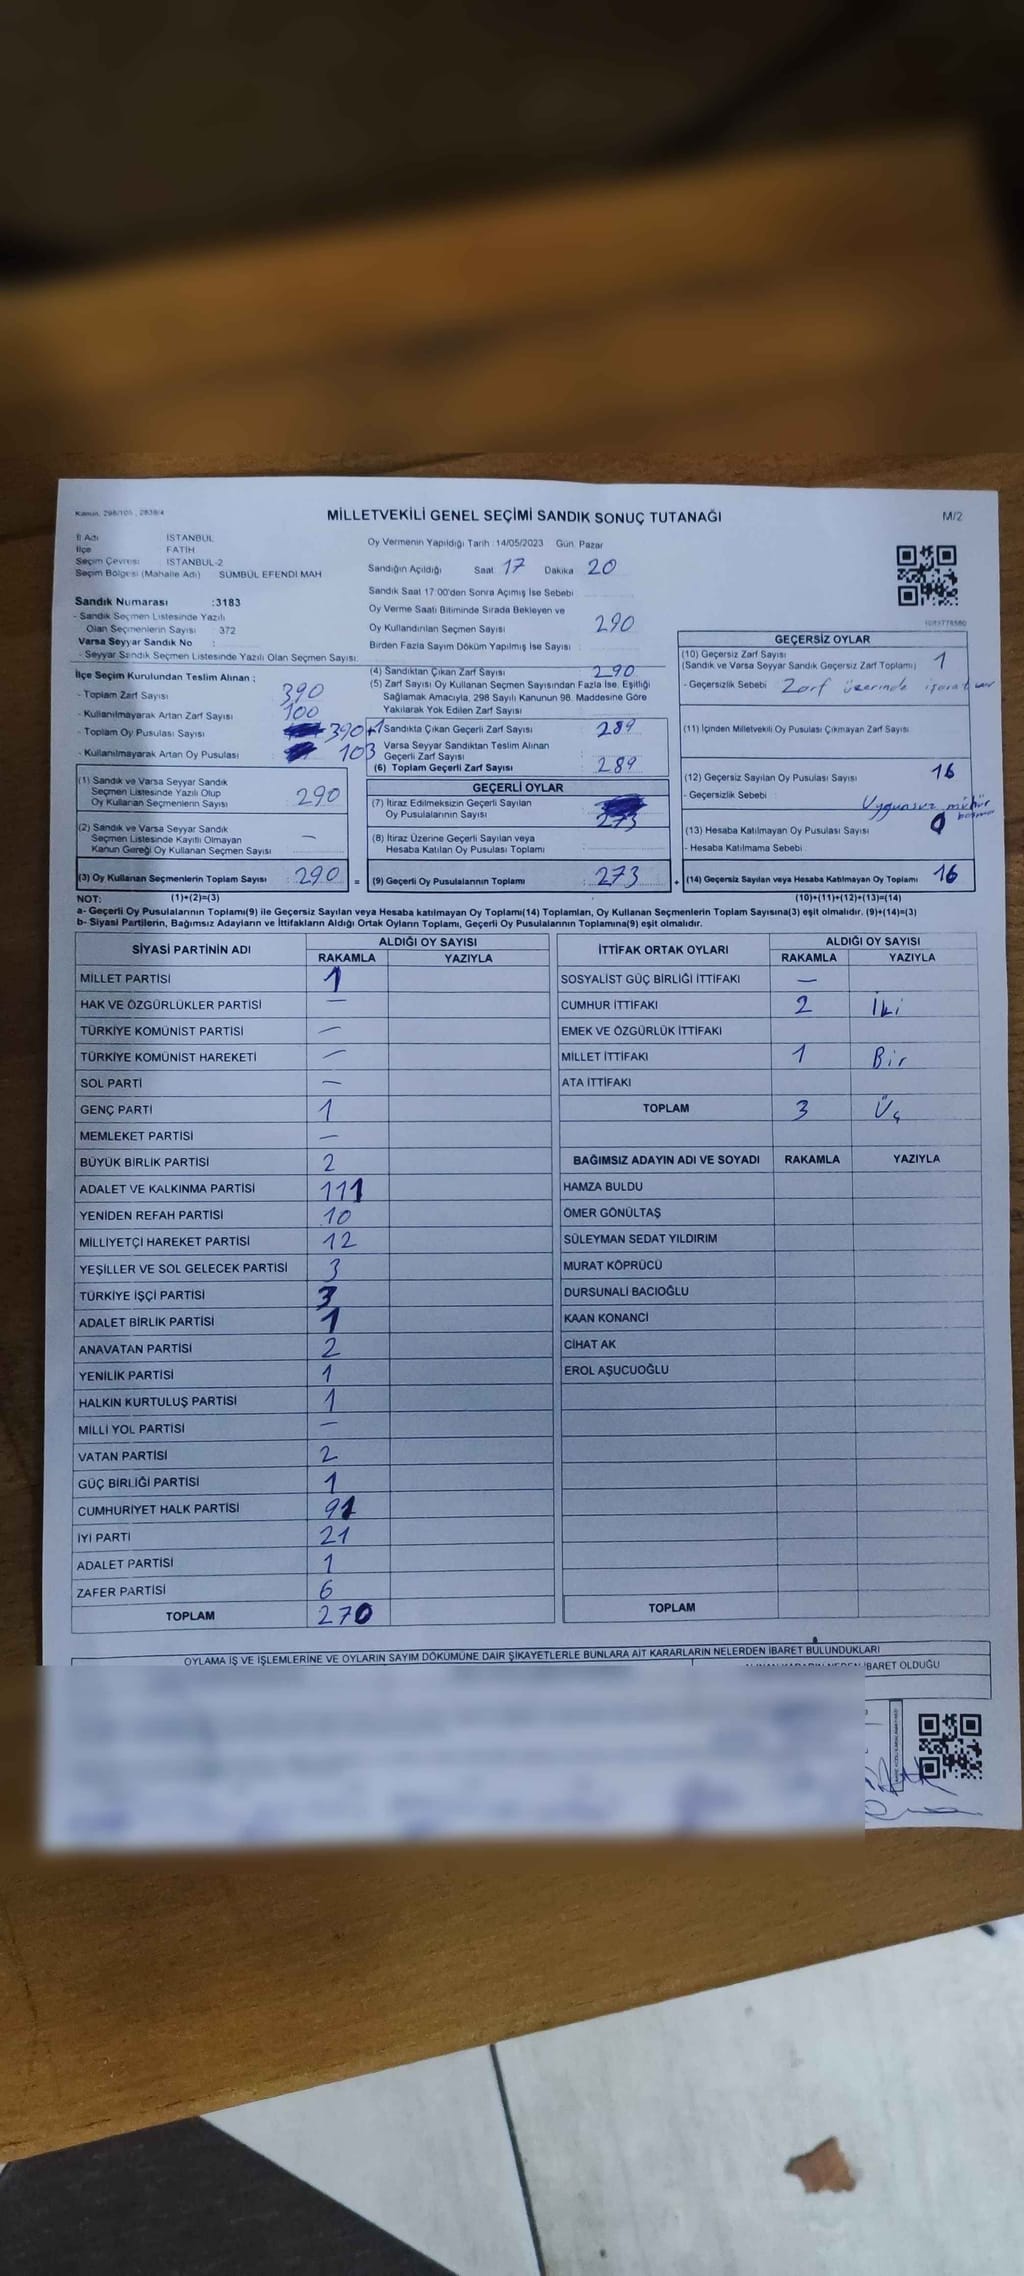 Kanun, 298/105 , 2839/4
MİLLETVEKİLİ GENEL SEÇİMİ SANDIK SONUÇ TUTANAĞI
M/2
İl Adı İSTANBUL
İlçe FATİH
Seçim Çevresi İSTANBUL-2
Seçim Bölgesi (Mahalle Adı) SÜMBÜL EFENDİ MAH
Sandık Numarası :3183
- Sandık Seçmen Listesinde Yazılı
Olan Seçmenlerin Sayısı : 372
Varsa Seyyar Sandık No :
- Seyyar Sandık Seçmen Listesinde Yazılı Olan Seçmen Sayısı:
Oy Vermenin Yapıldığı Tarih :14/05/2023 Gün: Pazar
Sandığın Açıldığı Saat 17 Dakika 20
Sandık Saat 17:00'den Sonra Açılmış İse Sebebi
Oy Verme Saati Bitiminde Sırada Bekleyen ve
Oy Kullandırılan Seçmen Sayısı 290
Birden Fazla Sayım Döküm Yapılmış İse Sayısı :
İlçe Seçim Kurulundan Teslim Alınan ;
- Toplam Zarf Sayısı 390
- Kullanılmayarak Artan Zarf Sayısı 100
- Toplam Oy Pusulası Sayısı 390+1
- Kullanılmayarak Artan Oy Pusulası 103
(1) Sandık ve Varsa Seyyar Sandık
Seçmen Listesinde Yazılı Olup
Oy Kullanan Seçmenlerin Sayısı : 290
(2) Sandık ve Varsa Seyyar Sandık
Seçmen Listesinde Kayıtlı Olmayan
Kanun Gereği Oy Kullanan Seçmen Sayısı : —
(3) Oy Kullanan Seçmenlerin Toplam Sayısı : 290 =
(4) Sandıktan Çıkan Zarf Sayısı : 290
(5) Zarf Sayısı Oy Kullanan Seçmen Sayısından Fazla İse, Eşitliği
Sağlamak Amacıyla, 298 Sayılı Kanunun 98. Maddesine Göre
Yakılarak Yok Edilen Zarf Sayısı
Sandıkta Çıkan Geçerli Zarf Sayısı : 289
Varsa Seyyar Sandıktan Teslim Alınan
Geçerli Zarf Sayısı
(6) Toplam Geçerli Zarf Sayısı : 289
GEÇERLİ OYLAR
(7) İtiraz Edilmeksizin Geçerli Sayılan
Oy Pusulalarının Sayısı : 273
(8) İtiraz Üzerine Geçerli Sayılan veya
Hesaba Katılan Oy Pusulası Toplamı :
(9) Geçerli Oy Pusulalarının Toplamı : 273 +
GEÇERSİZ OYLAR
(10) Geçersiz Zarf Sayısı
(Sandık ve Varsa Seyyar Sandık Geçersiz Zarf Toplamı) 1
- Geçersizlik Sebebi : Zarf üzerinde işaret var
(11) İçinden Milletvekili Oy Pusulası Çıkmayan Zarf Sayısı
(12) Geçersiz Sayılan Oy Pusulası Sayısı 16
- Geçersizlik Sebebi : Uygunsuz mühür
(13) Hesaba Katılmayan Oy Pusulası Sayısı 0
- Hesaba Katılmama Sebebi
(14) Geçersiz Sayılan veya Hesaba Katılmayan Oy Toplamı 16
NOT: (1)+(2)=(3) (10)+(11)+(12)+(13)=(14)
a- Geçerli Oy Pusulalarının Toplamı(9) ile Geçersiz Sayılan veya Hesaba katılmayan Oy Toplamı(14) Toplamları, Oy Kullanan Seçmenlerin Toplam Sayısına(3) eşit olmalıdır. (9)+(14)=(3)
b- Siyasi Partilerin, Bağımsız Adayların ve İttifakların Aldığı Ortak Oyların Toplamı, Geçerli Oy Pusulalarının Toplamına(9) eşit olmalıdır.
SİYASİ PARTİNİN ADI ALDIĞI OY SAYISI
RAKAMLA YAZIYLA
MİLLET PARTİSİ 1
HAK VE ÖZGÜRLÜKLER PARTİSİ —
TÜRKİYE KOMÜNİST PARTİSİ —
TÜRKİYE KOMÜNİST HAREKETİ —
SOL PARTİ —
GENÇ PARTİ 1
MEMLEKET PARTİSİ —
BÜYÜK BİRLİK PARTİSİ 2
ADALET VE KALKINMA PARTİSİ 111
YENİDEN REFAH PARTİSİ 10
MİLLİYETÇİ HAREKET PARTİSİ 12
YEŞİLLER VE SOL GELECEK PARTİSİ 3
TÜRKİYE İŞÇİ PARTİSİ 3
ADALET BİRLİK PARTİSİ 1
ANAVATAN PARTİSİ 2
YENİLİK PARTİSİ 1
HALKIN KURTULUŞ PARTİSİ 1
MİLLİ YOL PARTİSİ —
VATAN PARTİSİ 2
GÜÇ BİRLİĞİ PARTİSİ 1
CUMHURİYET HALK PARTİSİ 91
İYİ PARTİ 21
ADALET PARTİSİ 1
ZAFER PARTİSİ 6
TOPLAM 270
İTTİFAK ORTAK OYLARI ALDIĞI OY SAYISI
RAKAMLA YAZIYLA
SOSYALİST GÜÇ BİRLİĞİ İTTİFAKI —
CUMHUR İTTİFAKI 2 İki
EMEK VE ÖZGÜRLÜK İTTİFAKI
MİLLET İTTİFAKI 1 Bir
ATA İTTİFAKI
TOPLAM 3 Üç
BAĞIMSIZ ADAYIN ADI VE SOYADI RAKAMLA YAZIYLA
HAMZA BULDU
ÖMER GÖNÜLTAŞ
SÜLEYMAN SEDAT YILDIRIM
MURAT KÖPRÜCÜ
DURSUNALİ BACIOĞLU
KAAN KONANCİ
CİHAT AK
EROL AŞUCUOĞLU
TOPLAM
OYLAMA İŞ VE İŞLEMLERİNE VE OYLARIN SAYIM DÖKÜMÜNE DAİR ŞİKAYETLERLE BUNLARA AİT KARARLARIN NELERDEN İBARET BULUNDUKLARI
İBARET OLDUĞU